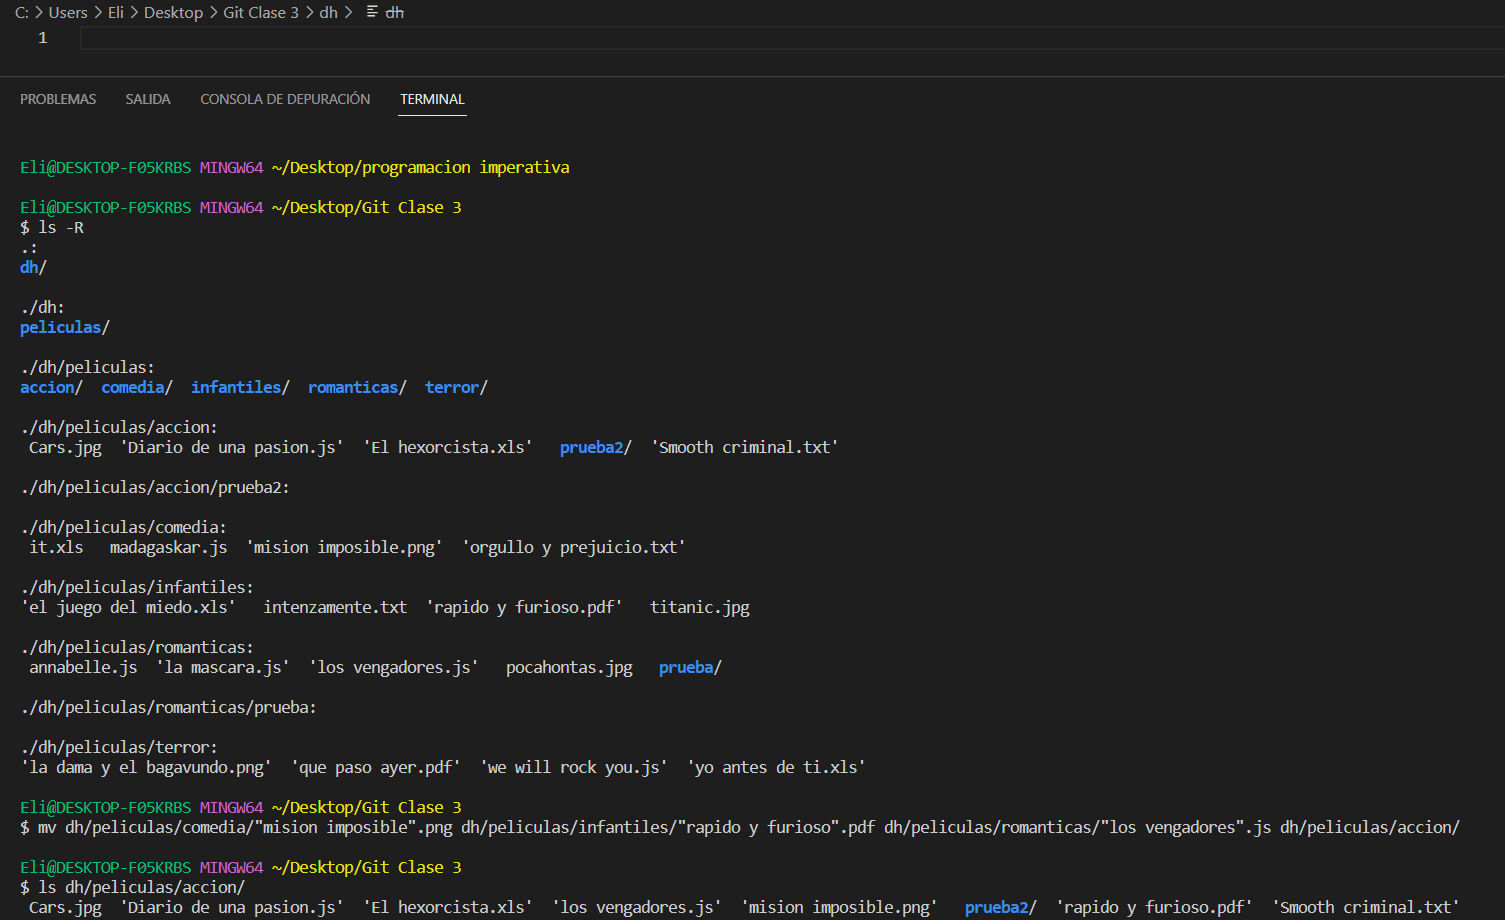 C: > Users > Eli > Desktop > Git Clase 3 > dh > dh
1
PROBLEMAS SALIDA CONSOLA DE DEPURACIÓN TERMINAL
Eli@DESKTOP-F05KRBS MINGW64 ~/Desktop/programacion imperativa
Eli@DESKTOP-F05KRBS MINGW64 ~/Desktop/Git Clase 3
$ ls -R
.:
dh/
./dh:
peliculas/
./dh/peliculas:
accion/  comedia/  infantiles/  romanticas/  terror/
./dh/peliculas/accion:
 Cars.jpg  'Diario de una pasion.js'  'El hexorcista.xls'   prueba2/  'Smooth criminal.txt'
./dh/peliculas/accion/prueba2:
./dh/peliculas/comedia:
 it.xls   madagaskar.js  'mision imposible.png'  'orgullo y prejuicio.txt'
./dh/peliculas/infantiles:
'el juego del miedo.xls'   intenzamente.txt  'rapido y furioso.pdf'   titanic.jpg
./dh/peliculas/romanticas:
 annabelle.js  'la mascara.js'  'los vengadores.js'   pocahontas.jpg   prueba/
./dh/peliculas/romanticas/prueba:
./dh/peliculas/terror:
'la dama y el bagavundo.png'  'que paso ayer.pdf'  'we will rock you.js'  'yo antes de ti.xls'
Eli@DESKTOP-F05KRBS MINGW64 ~/Desktop/Git Clase 3
$ mv dh/peliculas/comedia/"mision imposible".png dh/peliculas/infantiles/"rapido y furioso".pdf dh/peliculas/romanticas/"los vengadores".js dh/peliculas/accion/
Eli@DESKTOP-F05KRBS MINGW64 ~/Desktop/Git Clase 3
$ ls dh/peliculas/accion/
 Cars.jpg  'Diario de una pasion.js'  'El hexorcista.xls'  'los vengadores.js'  'mision imposible.png'   prueba2/  'rapido y furioso.pdf'  'Smooth criminal.txt'